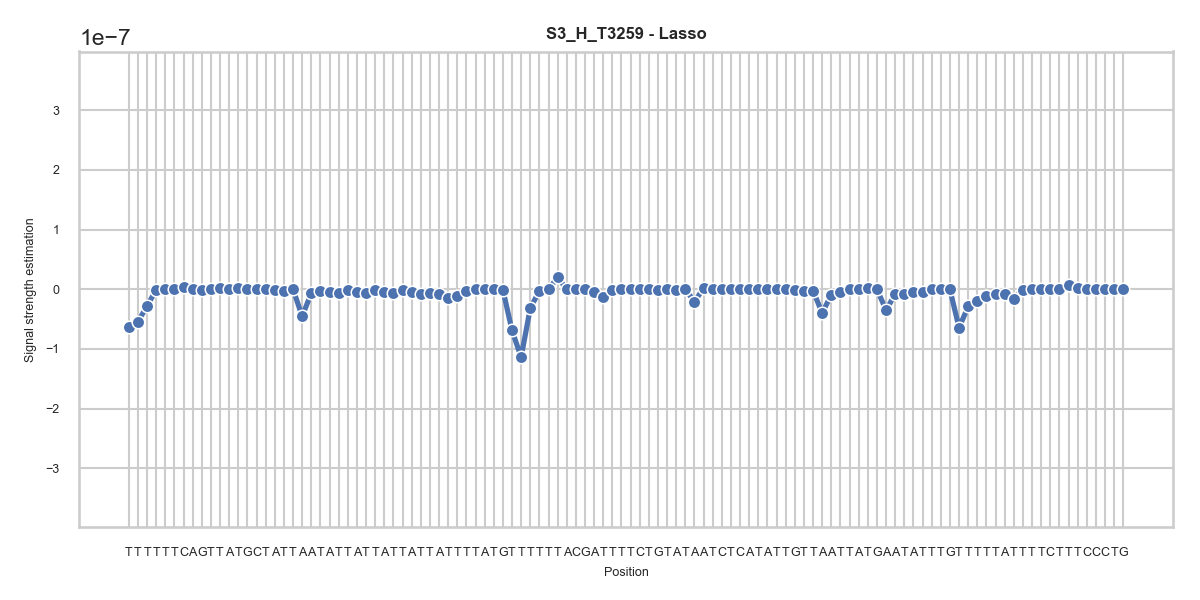 S3_H_T3259 - Lasso
1e−7
3
2
1
0
−1
−2
−3
Signal strength estimation
TTTTTTCAGTTATGCTATTAATATTATTATTATTATTTTATGTTTTTTACGATTTTCTGTATAATCTCATATTGTTAATTATGAATATTTGTTTTTATTTTCTTTCCCTG
Position